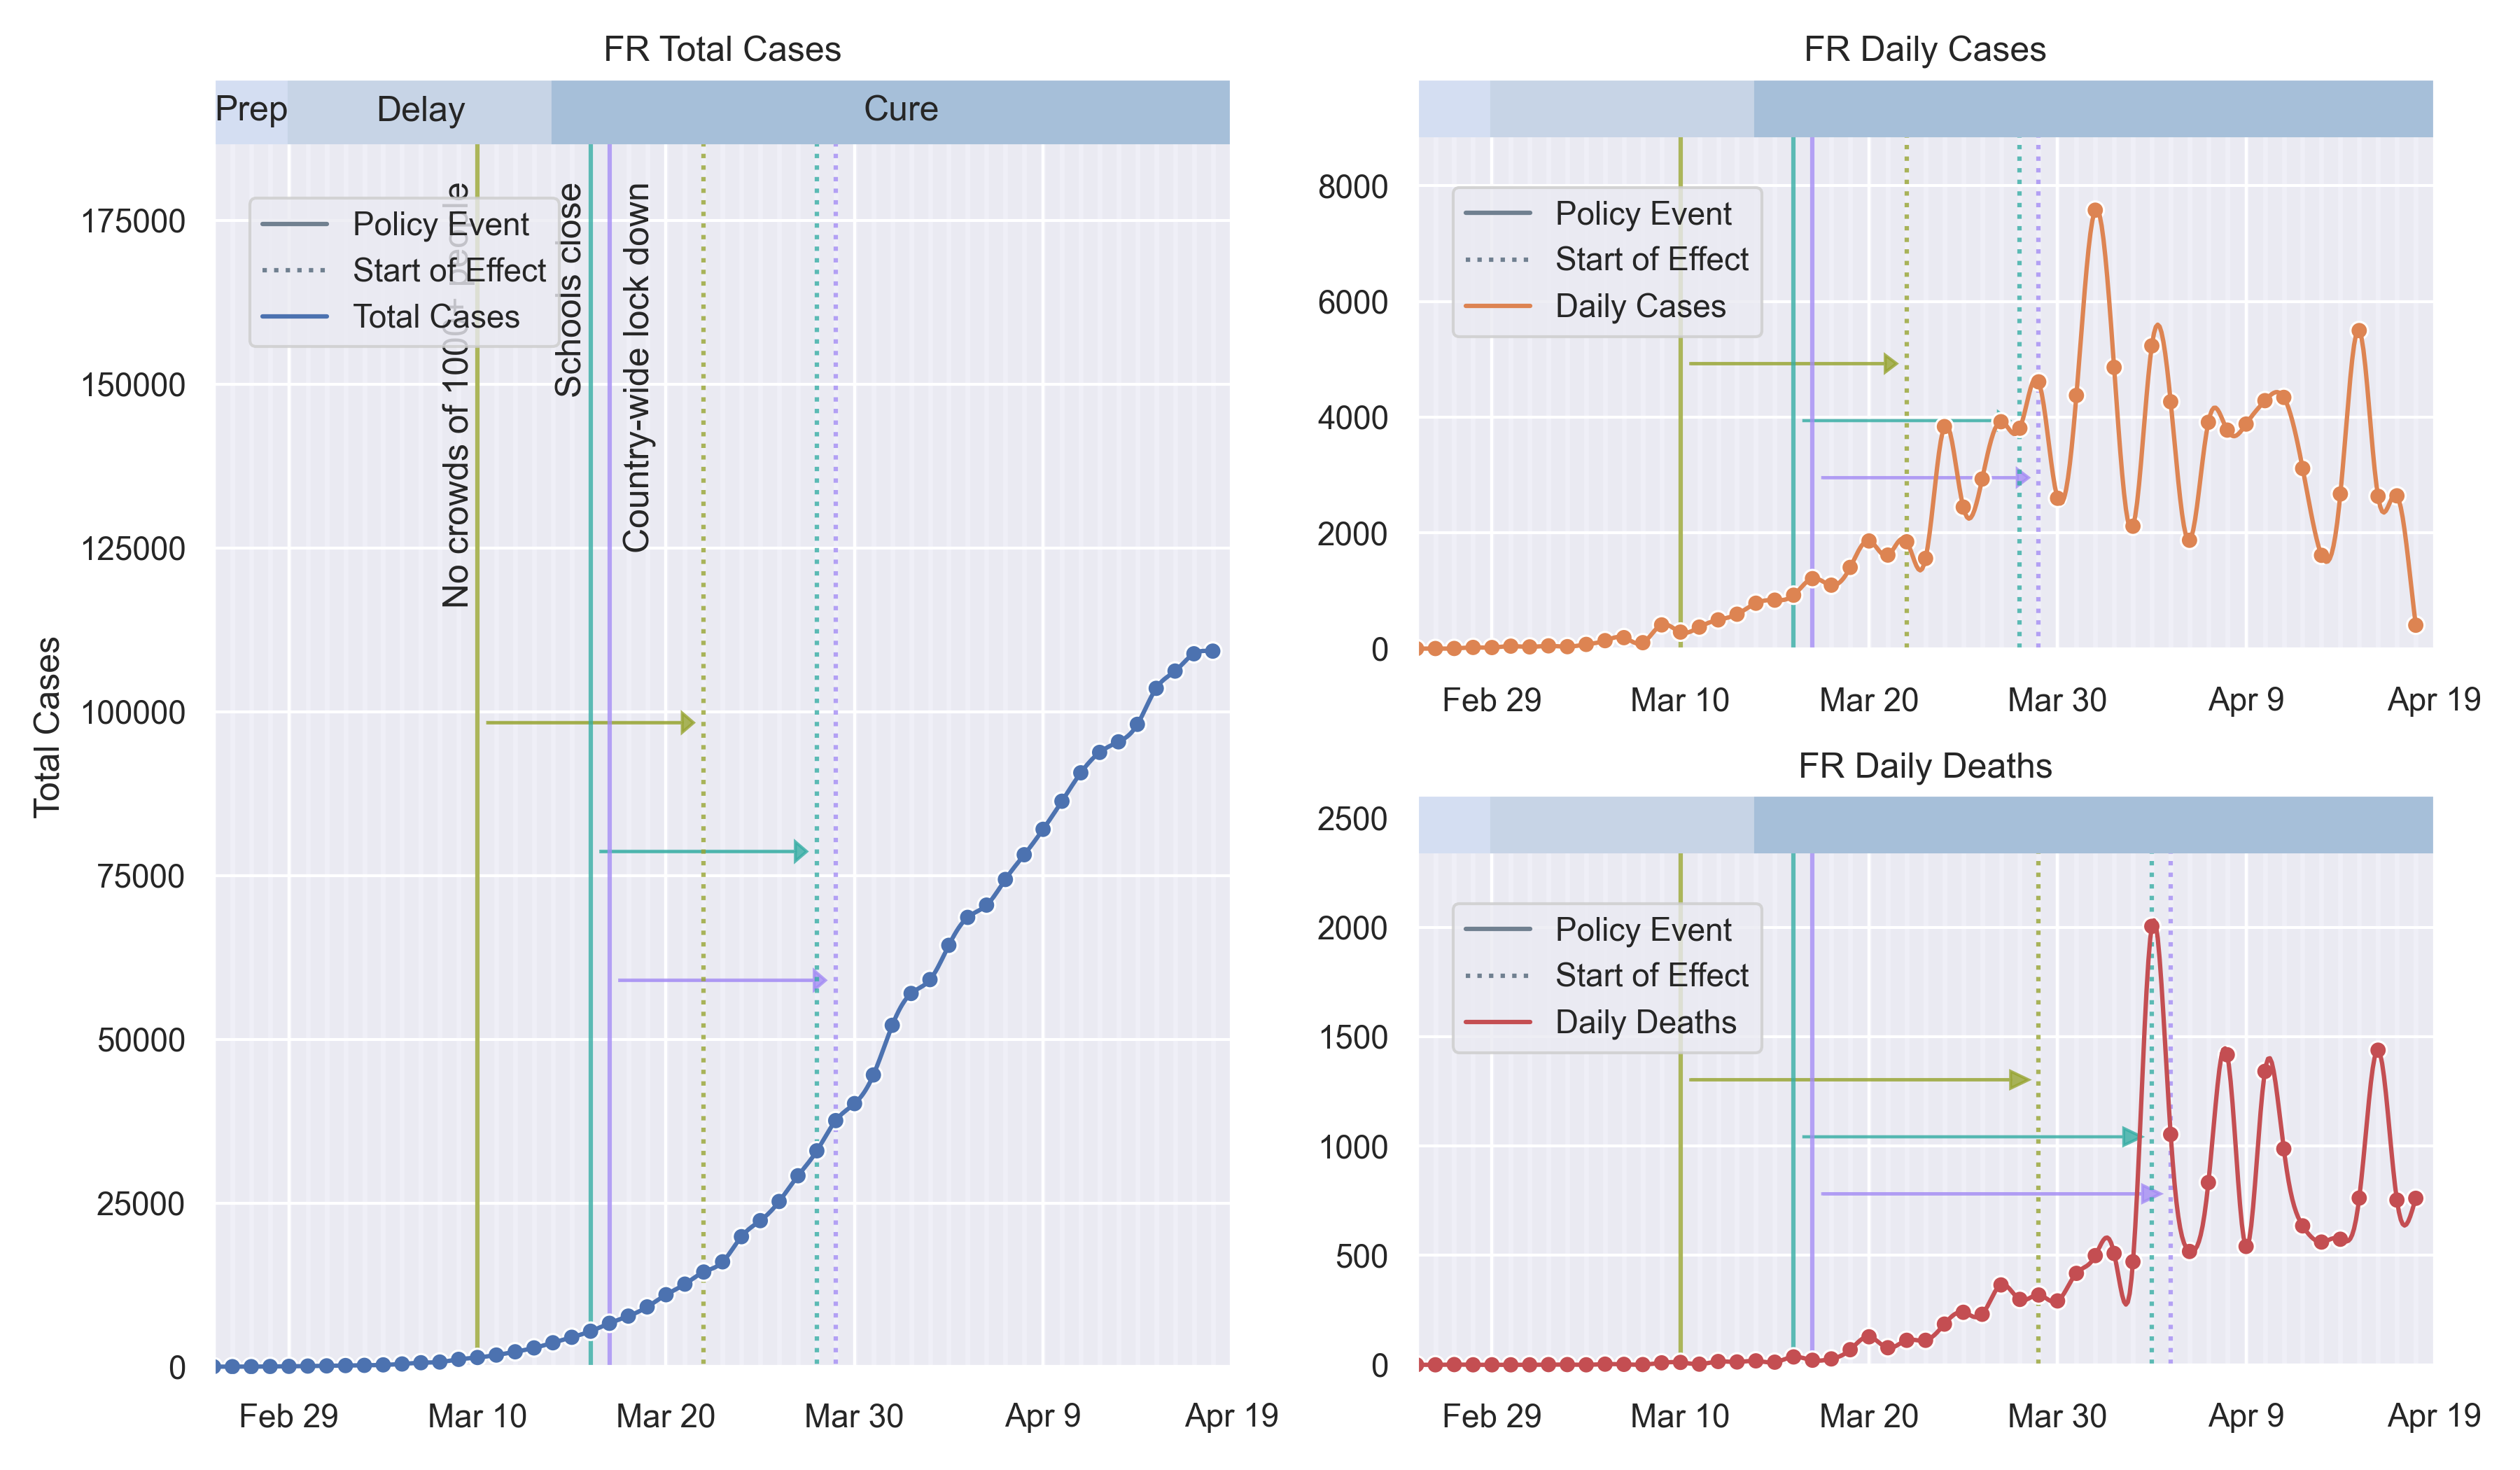 FR Total Cases
Prep
Delay
Cure
Policy Event
Start of Effect
Total Cases
No crowds of 1000+ people
Schools close
Country-wide lock down
Total Cases
175000
150000
125000
100000
75000
50000
25000
0
Feb 29
Mar 10
Mar 20
Mar 30
Apr 9
Apr 19
FR Daily Cases
Policy Event
Start of Effect
Daily Cases
8000
6000
4000
2000
0
Feb 29
Mar 10
Mar 20
Mar 30
Apr 9
Apr 19
FR Daily Deaths
Policy Event
Start of Effect
Daily Deaths
2500
2000
1500
1000
500
0
Feb 29
Mar 10
Mar 20
Mar 30
Apr 9
Apr 19